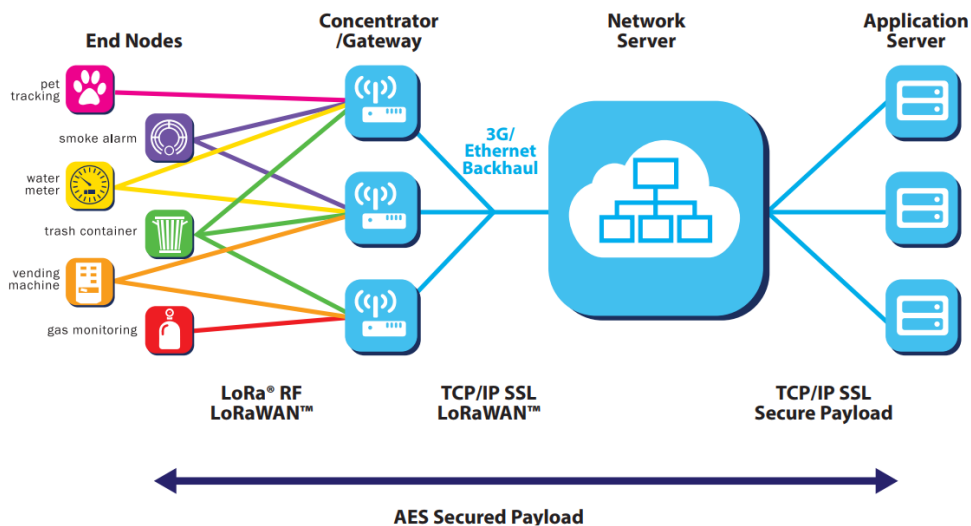 End Nodes
Concentrator
/Gateway
Network
Server
Application
Server
pet
tracking
smoke alarm
water
meter
trash container
vending
machine
gas monitoring
3G/
Ethernet
Backhaul
LoRa® RF
LoRaWAN™
TCP/IP SSL
LoRaWAN™
TCP/IP SSL
Secure Payload
AES Secured Payload